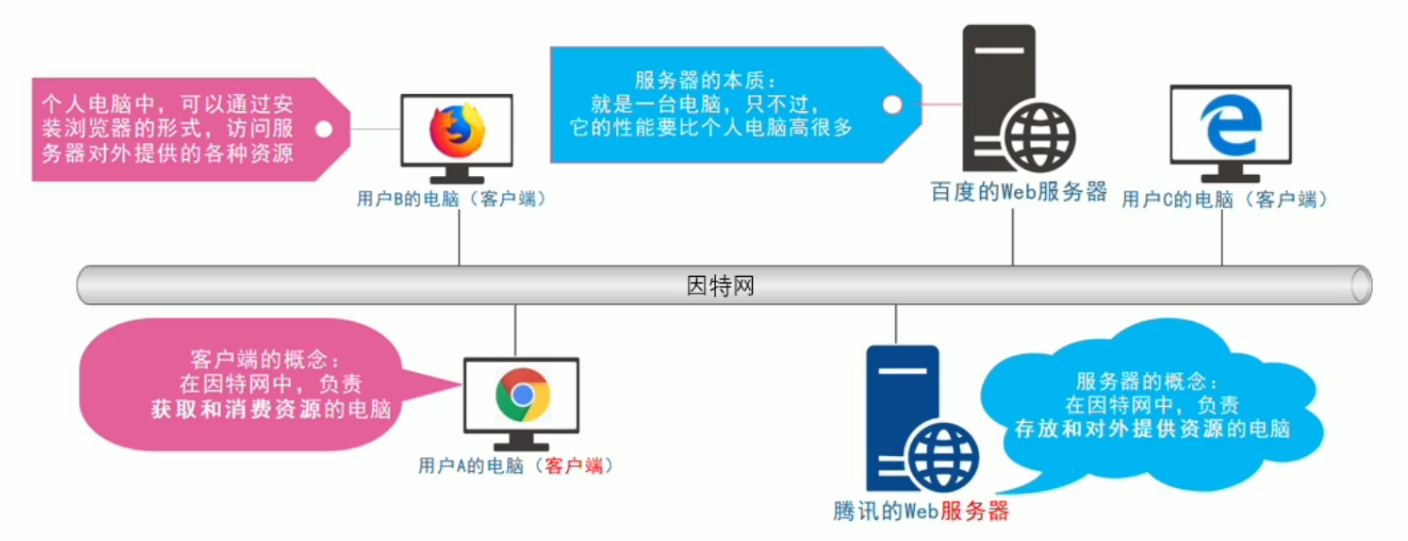 个人电脑中，可以通过安
装浏览器的形式，访问服
务器对外提供的各种资源
用户B的电脑（客户端）
服务器的本质：
就是一台电脑，只不过，
它的性能要比个人电脑高很多
百度的Web服务器
用户C的电脑（客户端）
因特网
客户端的概念：
在因特网中，负责
获取和消费资源的电脑
用户A的电脑（客户端）
腾讯的Web服务器
服务器的概念：
在因特网中，负责
存放和对外提供资源的电脑